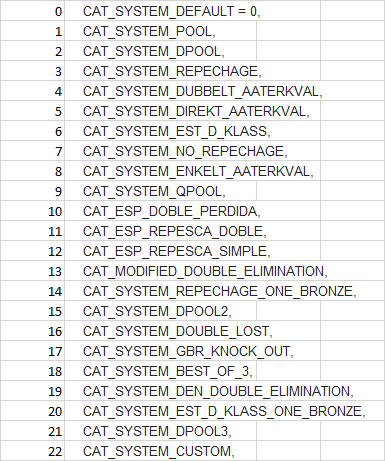 0 CAT_SYSTEM_DEFAULT = 0,
1 CAT_SYSTEM_POOL,
2 CAT_SYSTEM_DPOOL,
3 CAT_SYSTEM_REPECHAGE,
4 CAT_SYSTEM_DUBBELT_AATERKVAL,
5 CAT_SYSTEM_DIREKT_AATERKVAL,
6 CAT_SYSTEM_EST_D_KLASS,
7 CAT_SYSTEM_NO_REPECHAGE,
8 CAT_SYSTEM_ENKELT_AATERKVAL,
9 CAT_SYSTEM_QPOOL,
10 CAT_ESP_DOBLE_PERDIDA,
11 CAT_ESP_REPESCA_DOBLE,
12 CAT_ESP_REPESCA_SIMPLE,
13 CAT_MODIFIED_DOUBLE_ELIMINATION,
14 CAT_SYSTEM_REPECHAGE_ONE_BRONZE,
15 CAT_SYSTEM_DPOOL2,
16 CAT_SYSTEM_DOUBLE_LOST,
17 CAT_SYSTEM_GBR_KNOCK_OUT,
18 CAT_SYSTEM_BEST_OF_3,
19 CAT_SYSTEM_DEN_DOUBLE_ELIMINATION,
20 CAT_SYSTEM_EST_D_KLASS_ONE_BRONZE,
21 CAT_SYSTEM_DPOOL3,
22 CAT_SYSTEM_CUSTOM,